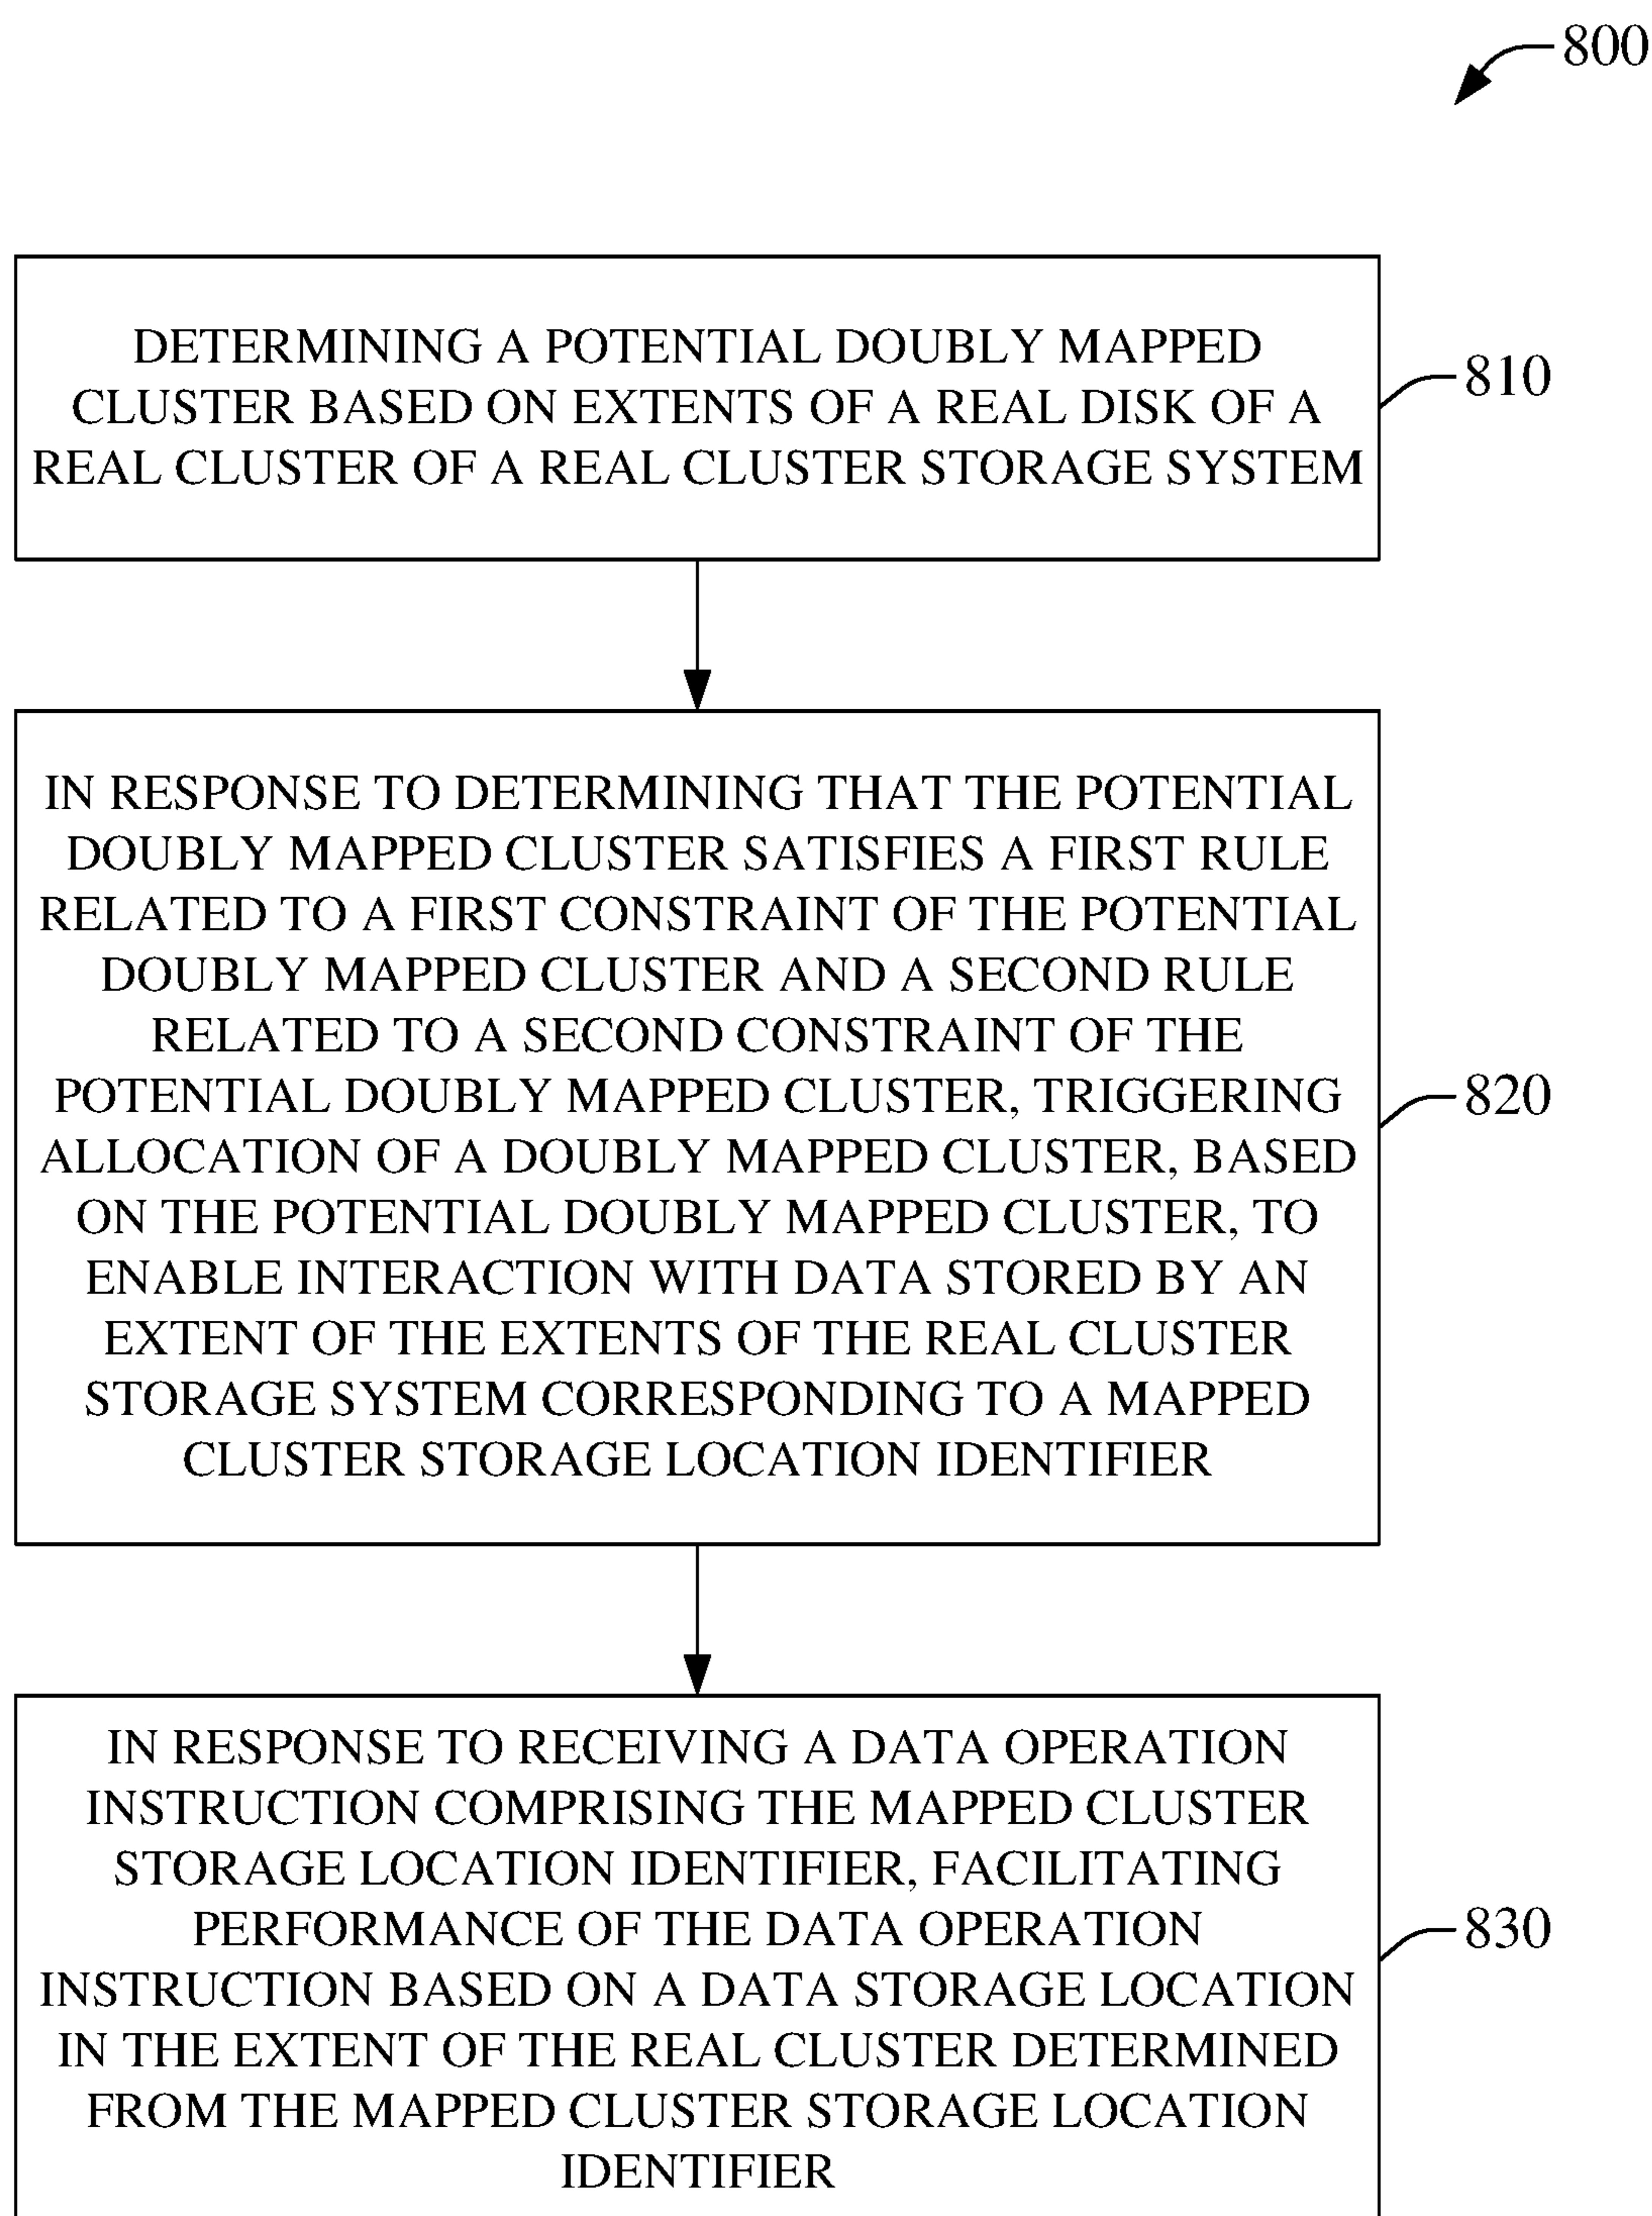 800
DETERMINING A POTENTIAL DOUBLY MAPPED
CLUSTER BASED ON EXTENTS OF A REAL DISK OF A
REAL CLUSTER OF A REAL CLUSTER STORAGE SYSTEM
810
IN RESPONSE TO DETERMINING THAT THE POTENTIAL
DOUBLY MAPPED CLUSTER SATISFIES A FIRST RULE
RELATED TO A FIRST CONSTRAINT OF THE POTENTIAL
DOUBLY MAPPED CLUSTER AND A SECOND RULE
RELATED TO A SECOND CONSTRAINT OF THE
POTENTIAL DOUBLY MAPPED CLUSTER, TRIGGERING
ALLOCATION OF A DOUBLY MAPPED CLUSTER, BASED
ON THE POTENTIAL DOUBLY MAPPED CLUSTER, TO
ENABLE INTERACTION WITH DATA STORED BY AN
EXTENT OF THE EXTENTS OF THE REAL CLUSTER
STORAGE SYSTEM CORRESPONDING TO A MAPPED
CLUSTER STORAGE LOCATION IDENTIFIER
820
IN RESPONSE TO RECEIVING A DATA OPERATION
INSTRUCTION COMPRISING THE MAPPED CLUSTER
STORAGE LOCATION IDENTIFIER, FACILITATING
PERFORMANCE OF THE DATA OPERATION
INSTRUCTION BASED ON A DATA STORAGE LOCATION
IN THE EXTENT OF THE REAL CLUSTER DETERMINED
FROM THE MAPPED CLUSTER STORAGE LOCATION
IDENTIFIER
830